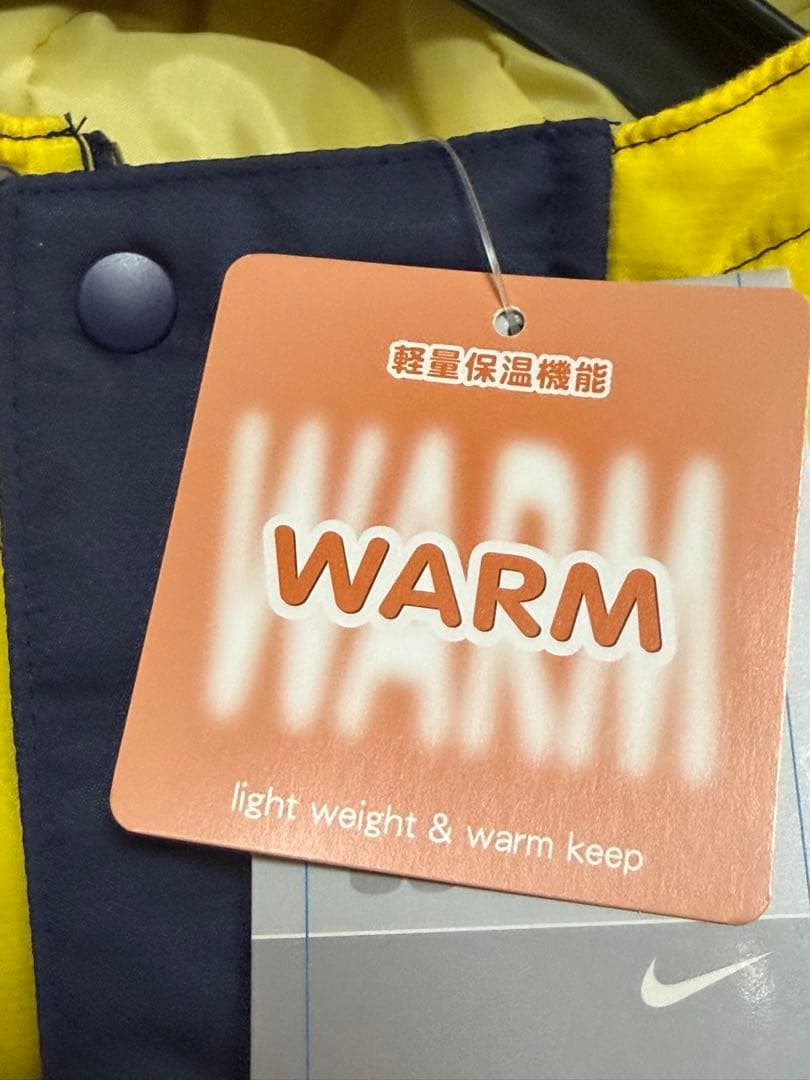 軽量保温機能
WARM
WARM
light weight & warm keep